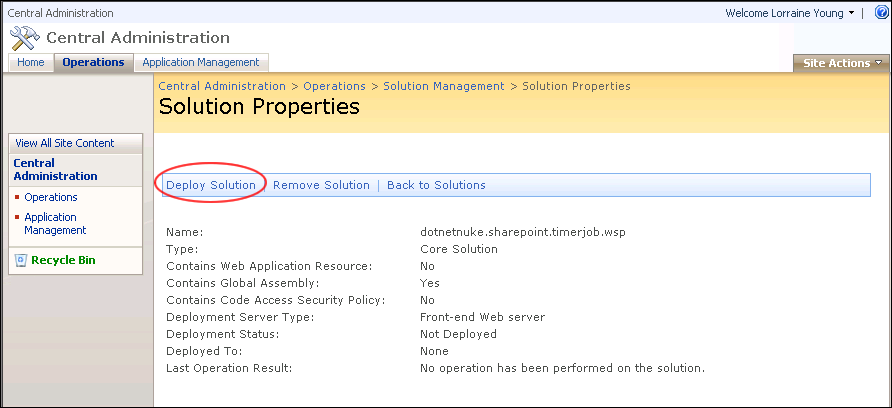 Central Administration
Welcome Lorraine Young
Central Administration
Home Operations Application Management
Site Actions
Central Administration > Operations > Solution Management > Solution Properties
Solution Properties
View All Site Content
Central
Administration
Operations
Application
Management
Recycle Bin
Deploy Solution | Remove Solution | Back to Solutions
Name: dotnetnuke.sharepoint.timerjob.wsp
Type: Core Solution
Contains Web Application Resource: No
Contains Global Assembly: Yes
Contains Code Access Security Policy: No
Deployment Server Type: Front-end Web server
Deployment Status: Not Deployed
Deployed To: None
Last Operation Result: No operation has been performed on the solution.